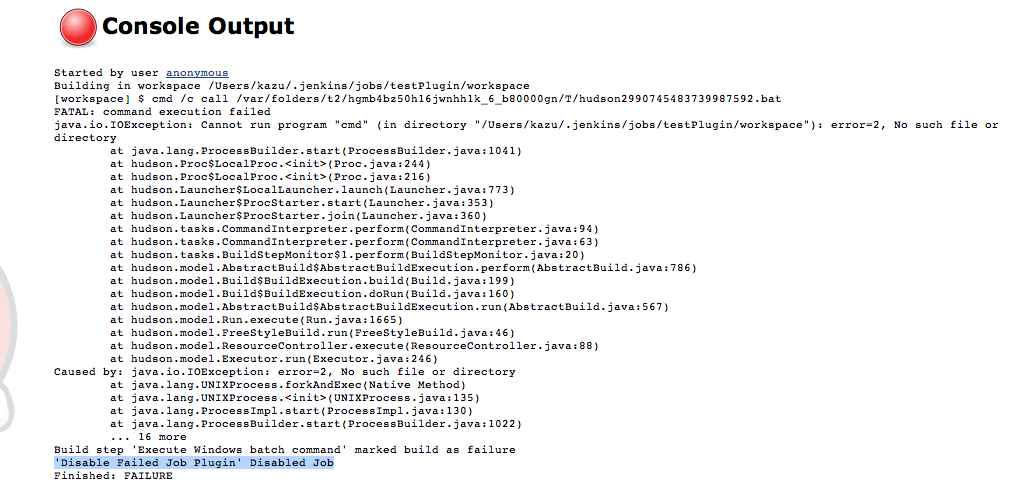 Console Output
Started by user anonymous
Building in workspace /Users/kazu/.jenkins/jobs/testPlugin/workspace
[workspace] $ cmd /c call /var/folders/t2/hgmb4bz50h16jwnhh1k_6_b80000gn/T/hudson2990745483739987592.bat
FATAL: command execution failed
java.io.IOException: Cannot run program "cmd" (in directory "/Users/kazu/.jenkins/jobs/testPlugin/workspace"): error=2, No such file or
directory
	at java.lang.ProcessBuilder.start(ProcessBuilder.java:1041)
	at hudson.Proc$LocalProc.<init>(Proc.java:244)
	at hudson.Proc$LocalProc.<init>(Proc.java:216)
	at hudson.Launcher$LocalLauncher.launch(Launcher.java:773)
	at hudson.Launcher$ProcStarter.start(Launcher.java:353)
	at hudson.Launcher$ProcStarter.join(Launcher.java:360)
	at hudson.tasks.CommandInterpreter.perform(CommandInterpreter.java:94)
	at hudson.tasks.CommandInterpreter.perform(CommandInterpreter.java:63)
	at hudson.tasks.BuildStepMonitor$1.perform(BuildStepMonitor.java:20)
	at hudson.model.AbstractBuild$AbstractBuildExecution.perform(AbstractBuild.java:786)
	at hudson.model.Build$BuildExecution.build(Build.java:199)
	at hudson.model.Build$BuildExecution.doRun(Build.java:160)
	at hudson.model.AbstractBuild$AbstractBuildExecution.run(AbstractBuild.java:567)
	at hudson.model.Run.execute(Run.java:1665)
	at hudson.model.FreeStyleBuild.run(FreeStyleBuild.java:46)
	at hudson.model.ResourceController.execute(ResourceController.java:88)
	at hudson.model.Executor.run(Executor.java:246)
Caused by: java.io.IOException: error=2, No such file or directory
	at java.lang.UNIXProcess.forkAndExec(Native Method)
	at java.lang.UNIXProcess.<init>(UNIXProcess.java:135)
	at java.lang.ProcessImpl.start(ProcessImpl.java:130)
	at java.lang.ProcessBuilder.start(ProcessBuilder.java:1022)
	... 16 more
Build step 'Execute Windows batch command' marked build as failure
'Disable Failed Job Plugin' Disabled Job
Finished: FAILURE